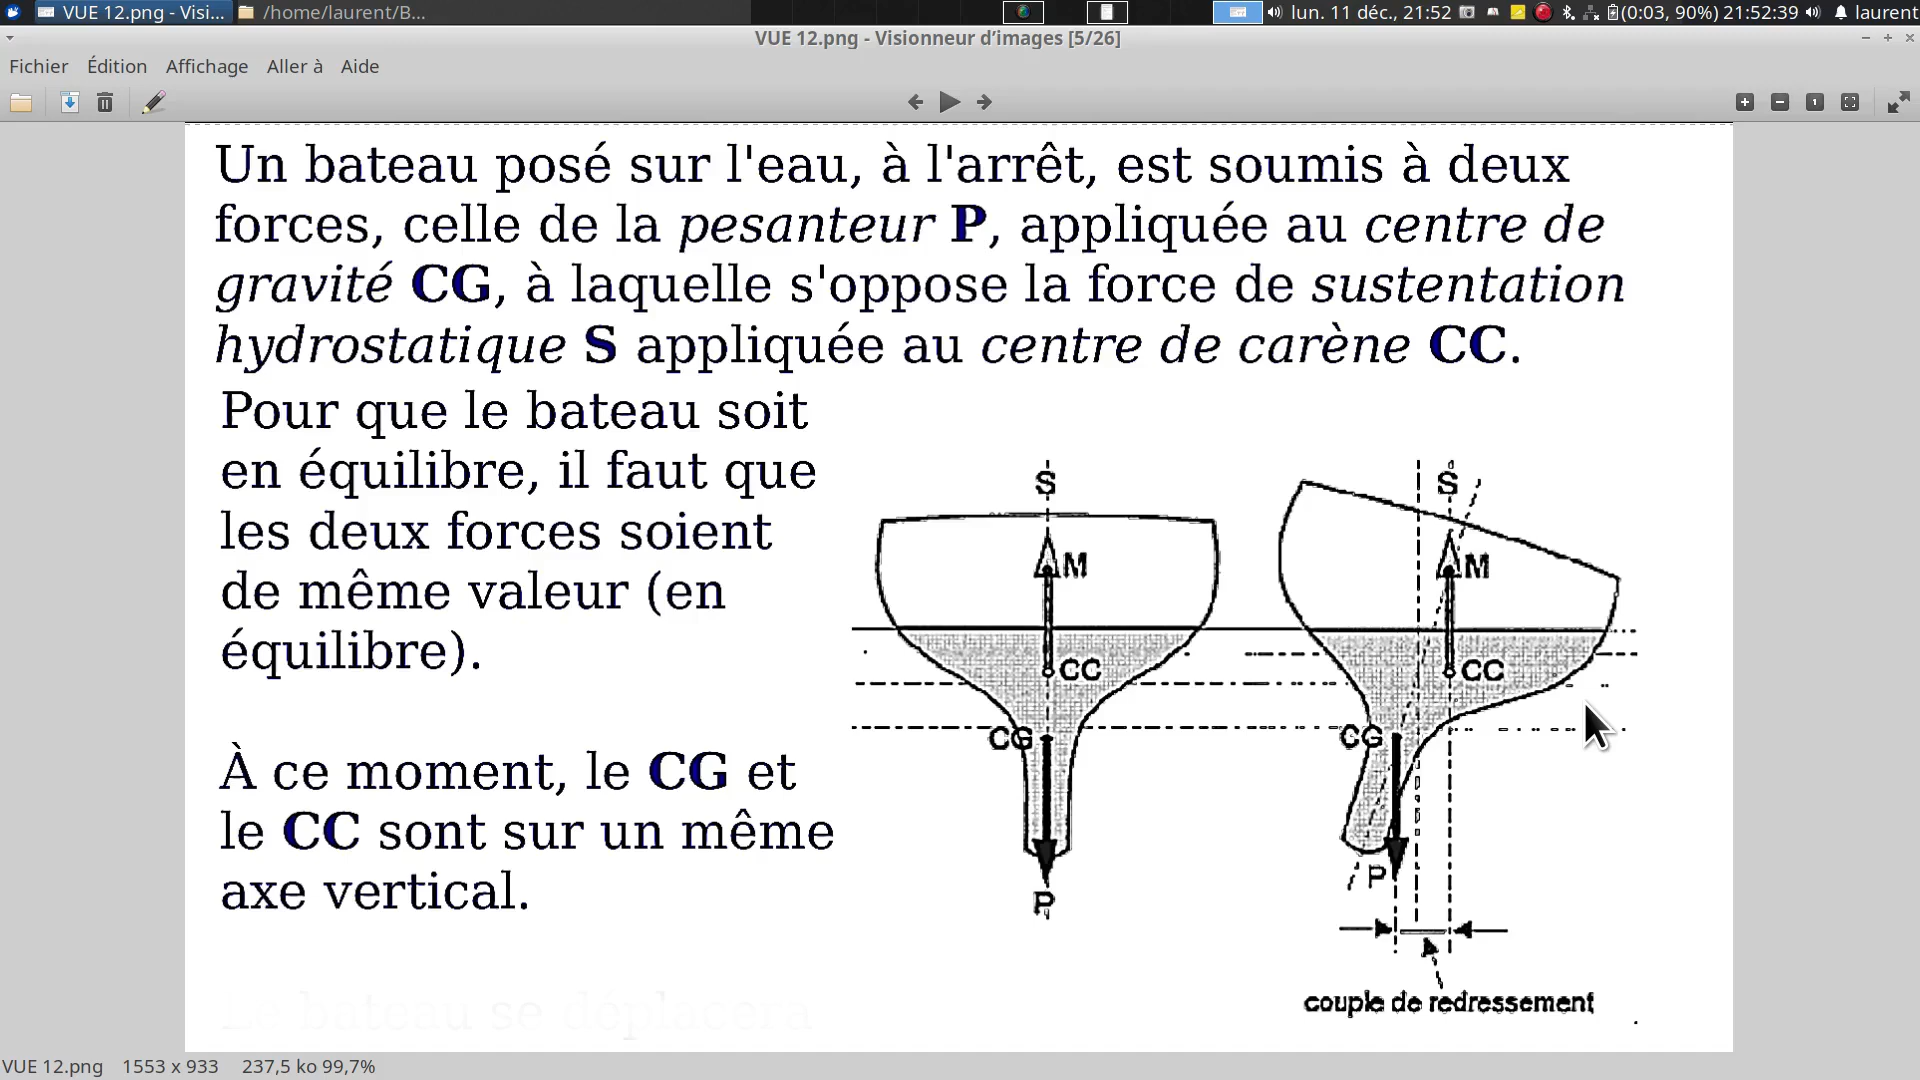 VUE 12.png - Visi... /home/laurent/B... lun. 11 déc., 21:52 (0:03, 90%) 21:52:39 laurent
VUE 12.png - Visionneur d’images [5/26]
Fichier Édition Affichage Aller à Aide
Un bateau posé sur l'eau, à l'arrêt, est soumis à deux
forces, celle de la pesanteur P, appliquée au centre de
gravité CG, à laquelle s'oppose la force de sustentation
hydrostatique S appliquée au centre de carène CC.
Pour que le bateau soit
en équilibre, il faut que
les deux forces soient
de même valeur (en
équilibre).
À ce moment, le CG et
le CC sont sur un même
axe vertical.
Le bateau se déplacera
S
M
CC
CG
P
S
M
CC
CG
P
couple de redressement
VUE 12.png 1553 x 933 237,5 ko 99,7%